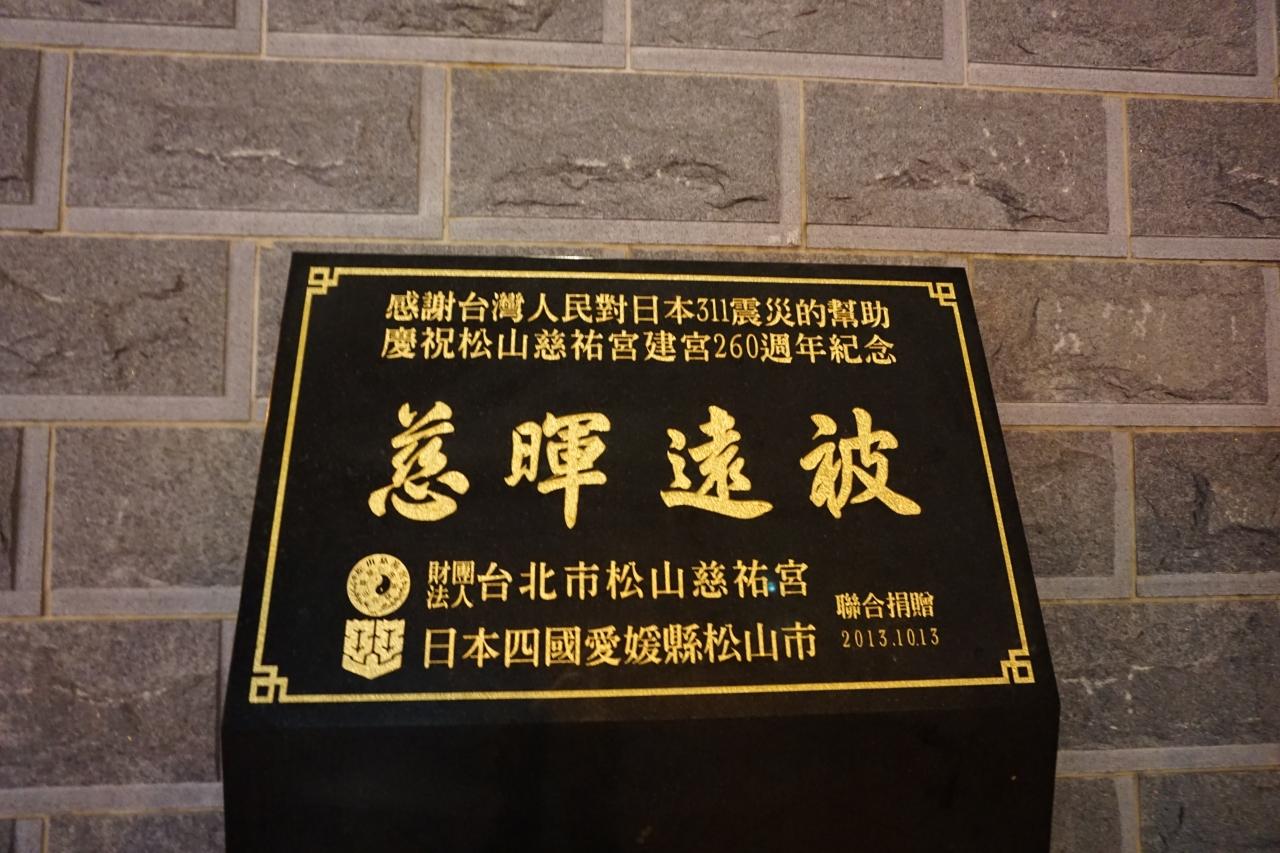 感謝台灣人民對日本311震災的幫助
慶祝松山慈祐宮建宮260週年紀念
慈暉遠被
財團法人台北市松山慈祐宮
日本四國愛媛縣松山市
聯合捐贈
2013.10.13